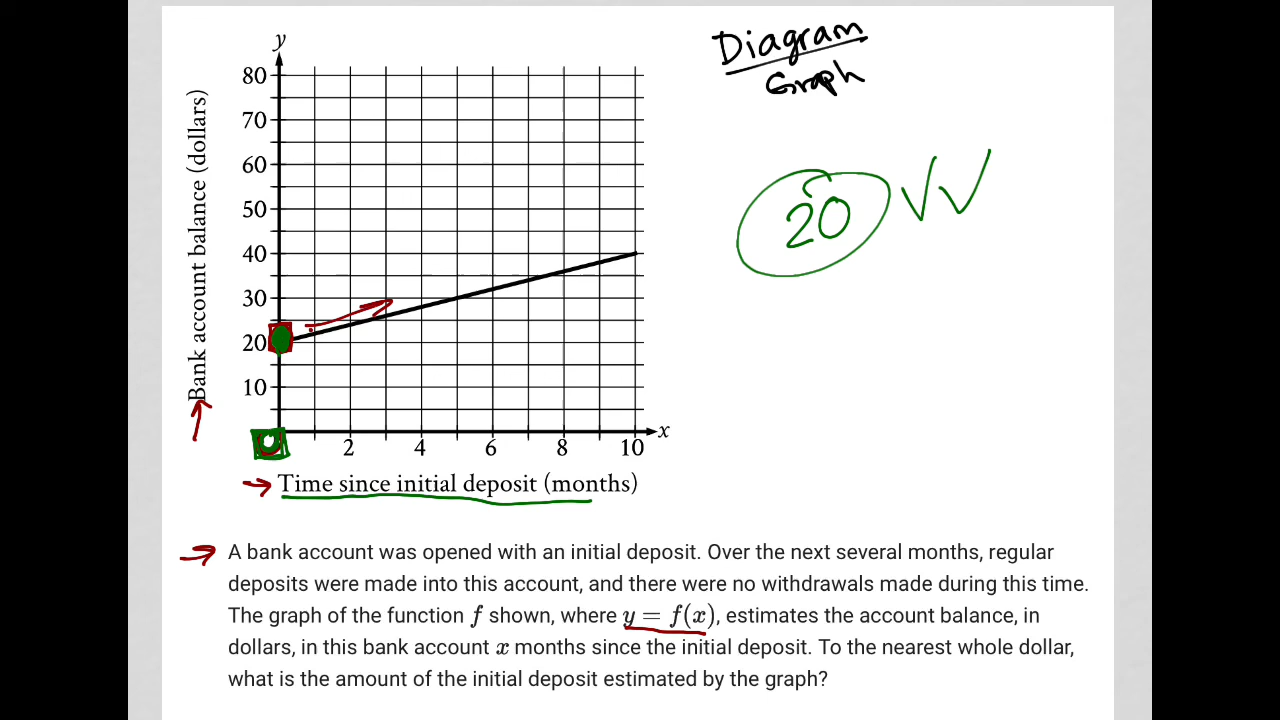 Diagram
Graph
20
y
80
70
60
50
40
30
20
10
0
2 4 6 8 10
x
Bank account balance (dollars)
Time since initial deposit (months)
A bank account was opened with an initial deposit. Over the next several months, regular
deposits were made into this account, and there were no withdrawals made during this time.
The graph of the function f shown, where y = f(x), estimates the account balance, in
dollars, in this bank account x months since the initial deposit. To the nearest whole dollar,
what is the amount of the initial deposit estimated by the graph?